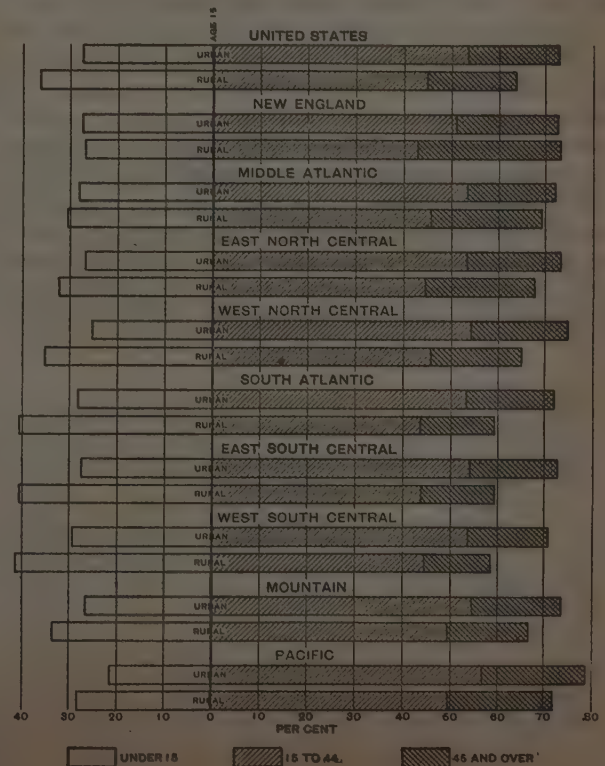 AGE 15
UNITED STATES
URBAN
RURAL
NEW ENGLAND
URBAN
RURAL
MIDDLE ATLANTIC
URBAN
RURAL
EAST NORTH CENTRAL
URBAN
RURAL
WEST NORTH CENTRAL
URBAN
RURAL
SOUTH ATLANTIC
URBAN
RURAL
EAST SOUTH CENTRAL
URBAN
RURAL
WEST SOUTH CENTRAL
URBAN
RURAL
MOUNTAIN
URBAN
RURAL
PACIFIC
URBAN
RURAL
40 30 20 10 0 10 20 30 40 50 60 70 80
PER CENT
UNDER 15 15 TO 44 45 AND OVER